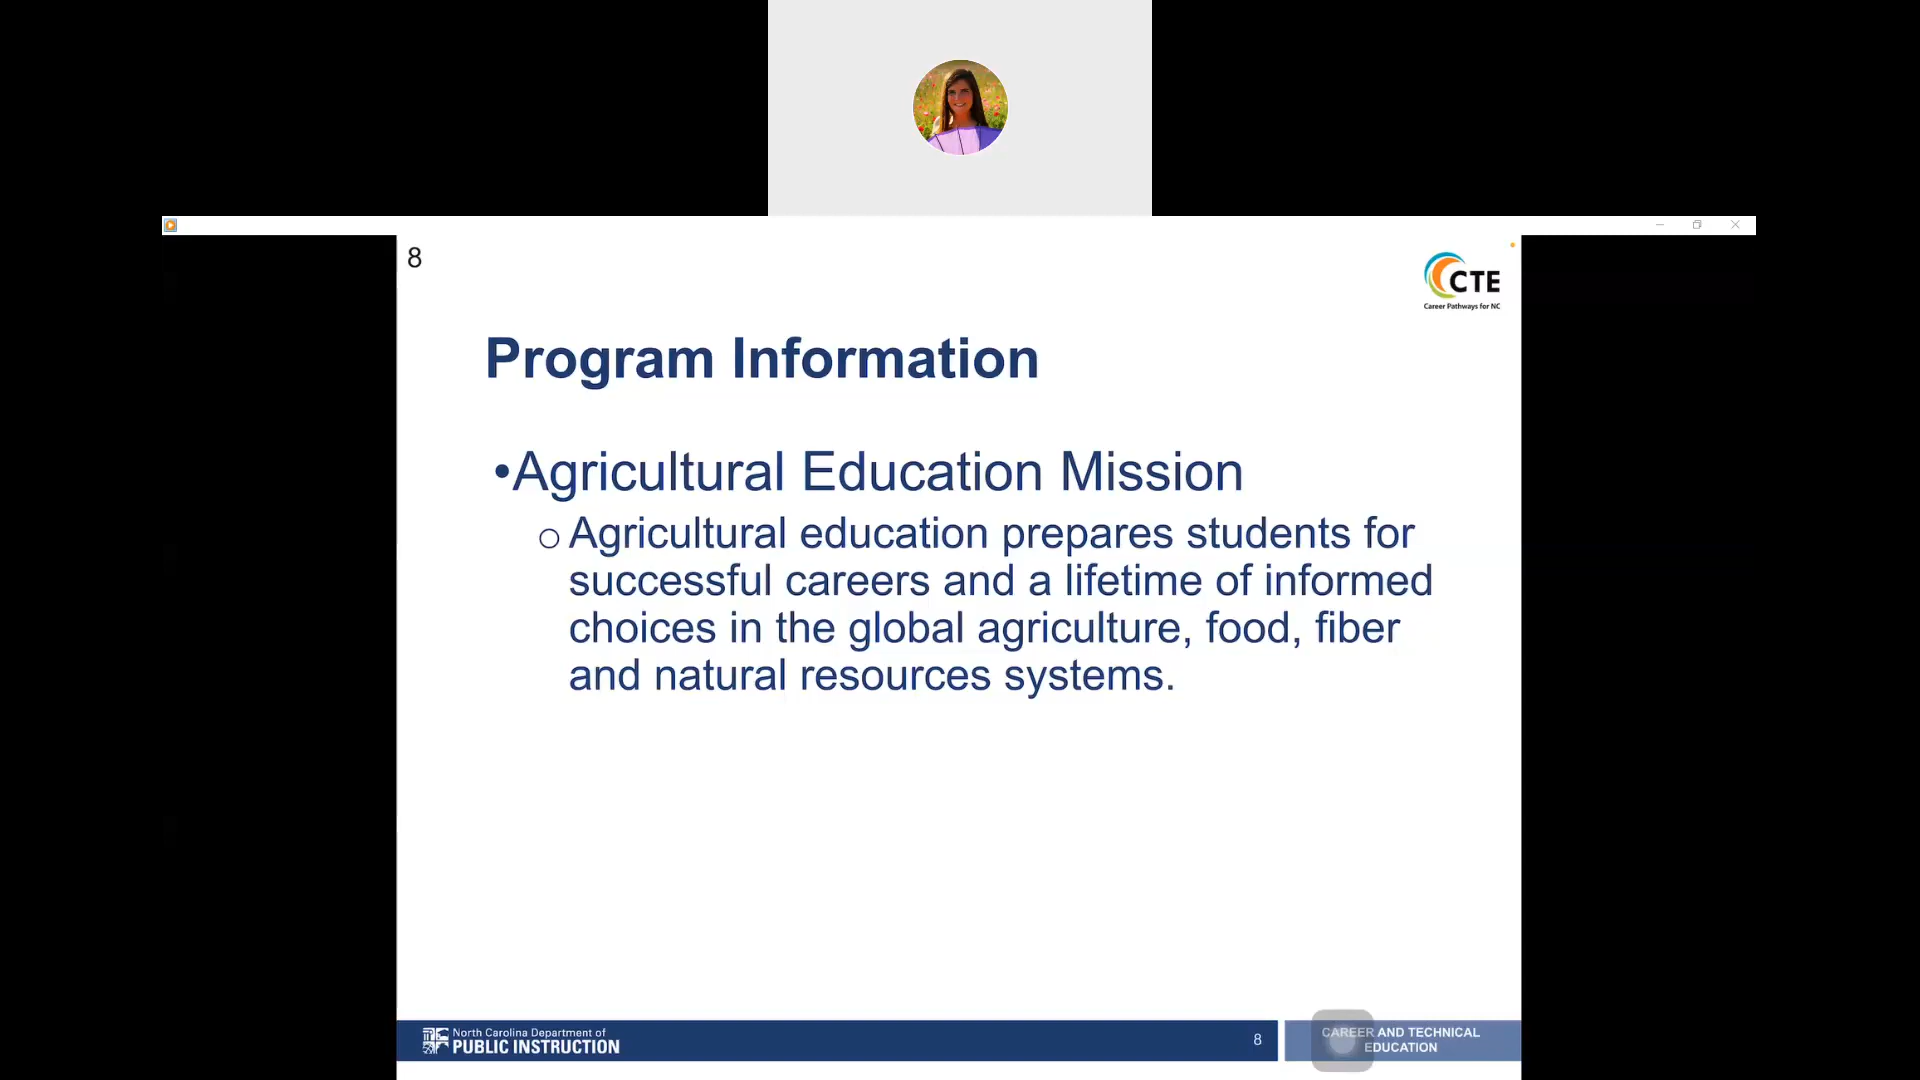 8
CTE
Career Pathways for NC
Program Information
•Agricultural Education Mission
o Agricultural education prepares students for
successful careers and a lifetime of informed
choices in the global agriculture, food, fiber
and natural resources systems.
North Carolina Department of
PUBLIC INSTRUCTION
8
CAREER AND TECHNICAL
EDUCATION